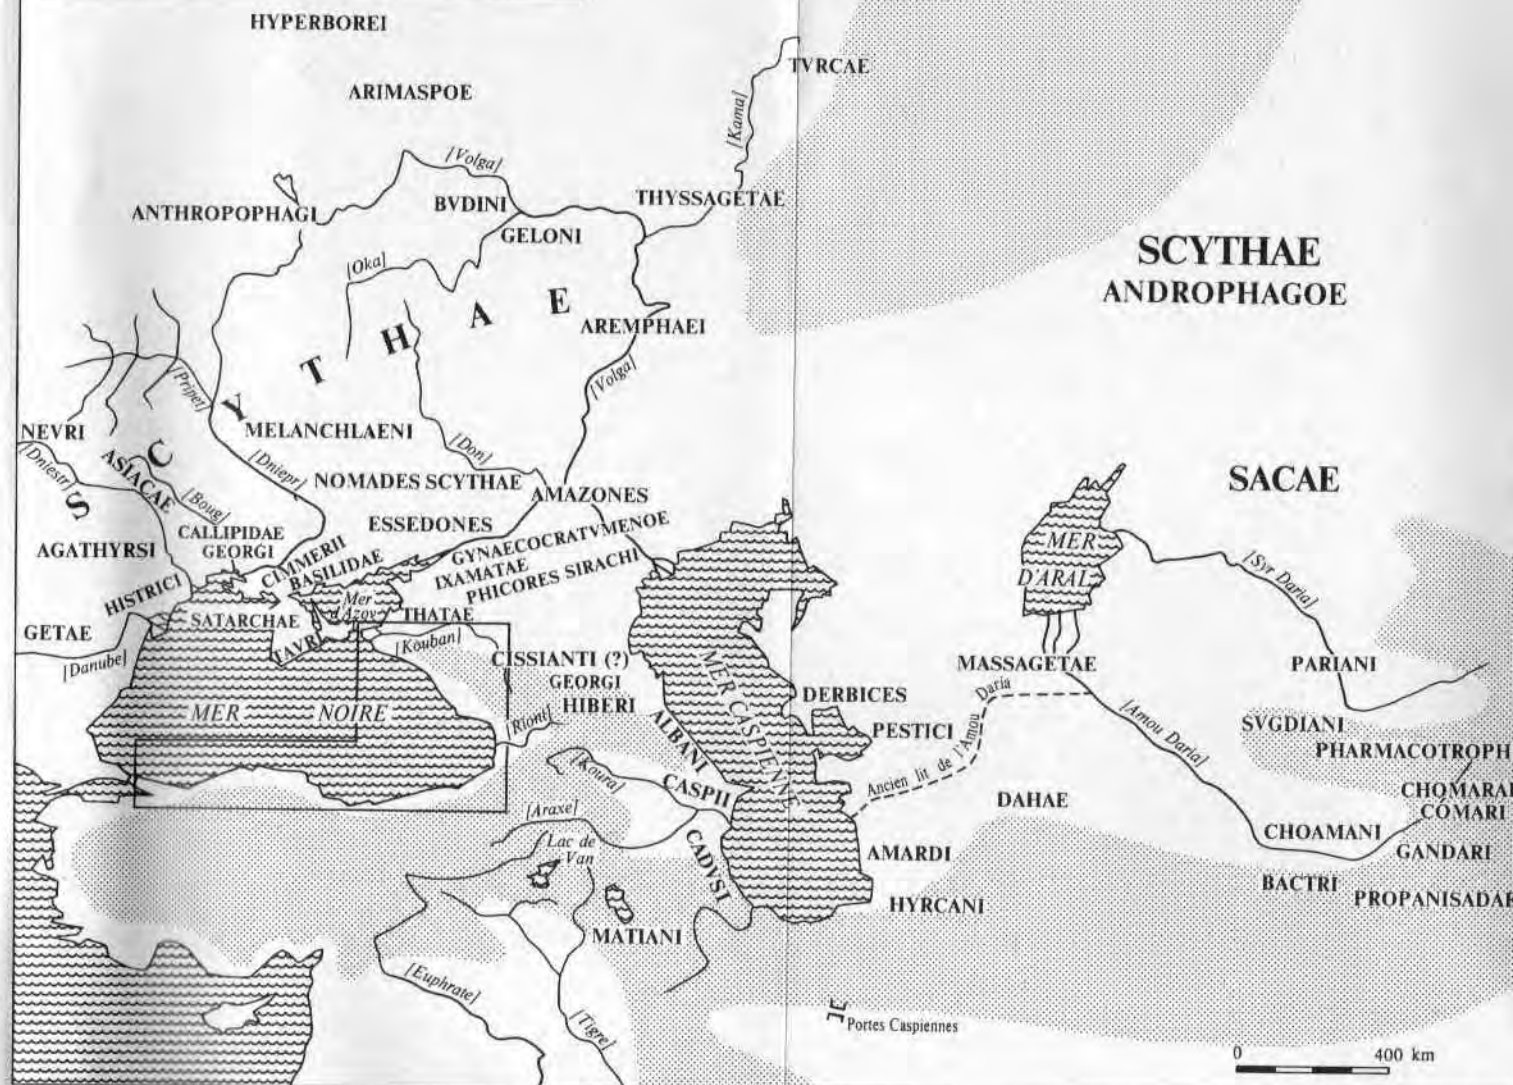 HYPERBOREI
TVRCAE
ARIMASPOE
[Kama]
[Volga]
THYSSAGETAE
BVDINI
ANTHROPOPHAGI
GELONI
SCYTHAE
ANDROPHAGOE
[Oka]
SCYTHAE
AREMPHAEI
[Volga]
[Pripet]
NEVRI
MELANCHLAENI
[Dniestr]
ASIACAE
[Boug]
[Dniepr]
[Don]
NOMADES SCYTHAE
AMAZONES
SACAE
ESSEDONES
CALLIPIDAE
GEORGI
AGATHYRSI
CIMMERII
BASILIDAE
GYNAECOCRATVMENOE
IXAMATAE
PHICORES SIRACHI
MER
D'ARAL
[Syr Daria]
HISTRICI
Mer
d'Azov
SATARCHAE
THATAE
GETAE
TAVRI
[Kouban]
[Danube]
CISSIANTI (?)
GEORGI
HIBERI
MASSAGETAE
PARIANI
MER CASPIENNE
DERBICES
MER NOIRE
[Riont]
ALBANI
PESTICI
Ancien lit de l'Amou Daria
[Amou Daria]
SVGDIANI
PHARMACOTROPH
[Koura]
CASPII
CHOMARAE
COMARI
DAHAE
[Araxe]
CHOAMANI
GANDARI
Lac de
Van
CADVSI
AMARDI
BACTRI
PROPANISADAE
HYRCANI
MATIANI
[Euphrate]
[Tigre]
Portes Caspiennes
0 400 km